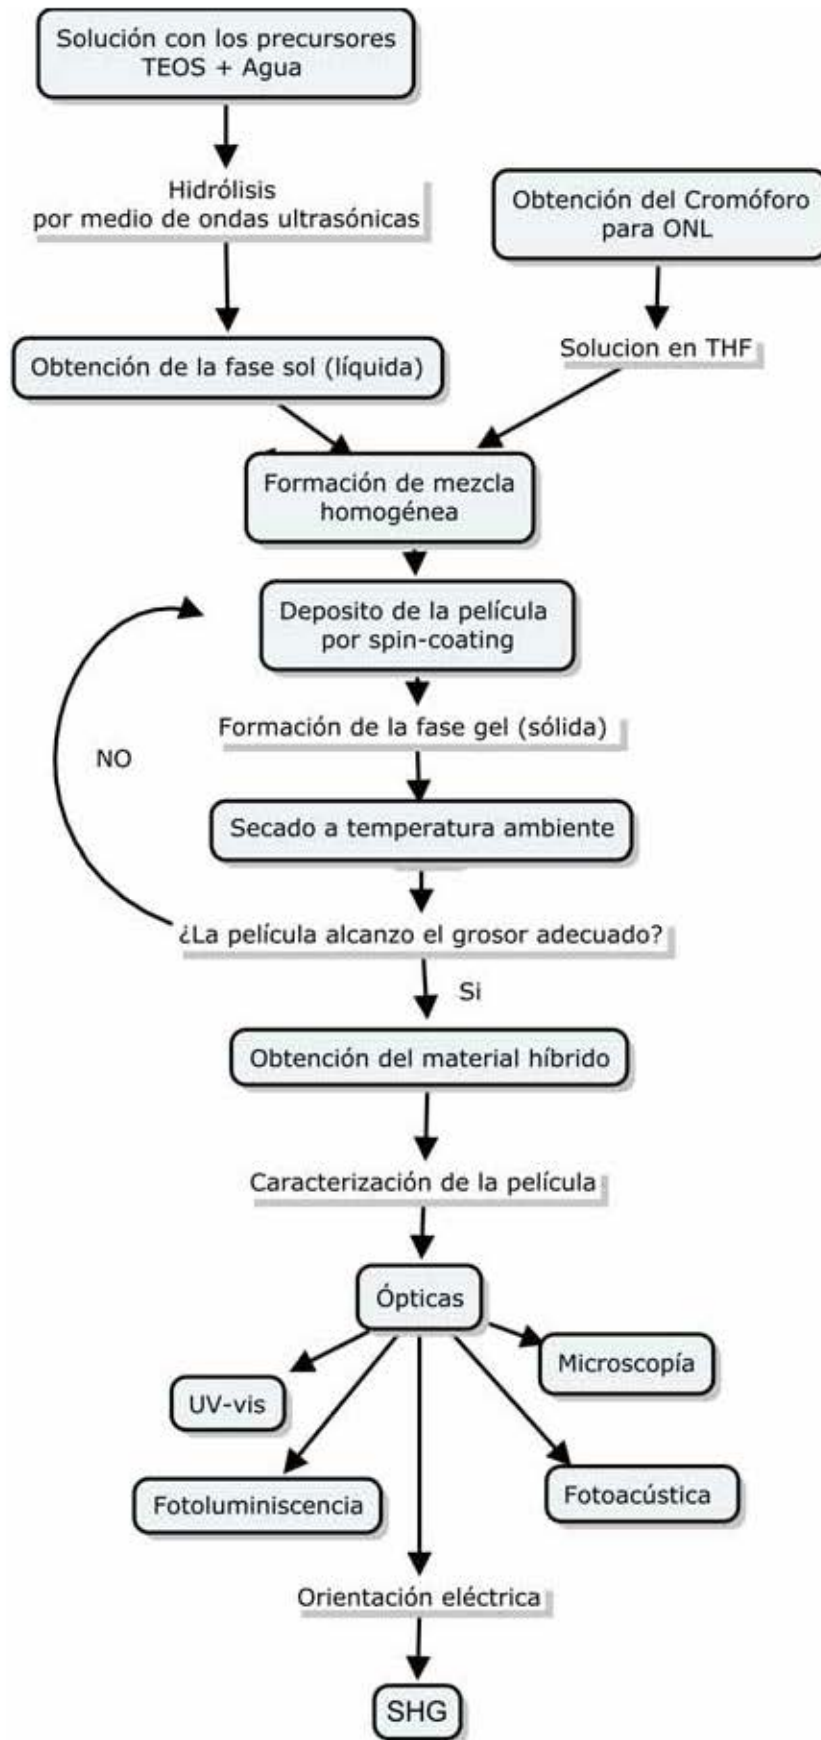 Solución con los precursores
TEOS + Agua
Hidrólisis
por medio de ondas ultrasónicas
Obtención del Cromóforo
para ONL
Obtención de la fase sol (líquida)
Solucion en THF
Formación de mezcla
homogénea
Deposito de la película
por spin-coating
Formación de la fase gel (sólida)
NO
Secado a temperatura ambiente
¿La película alcanzo el grosor adecuado?
Si
Obtención del material híbrido
Caracterización de la película
Ópticas
Microscopía
UV-vis
Fotoluminiscencia
Fotoacústica
Orientación eléctrica
SHG